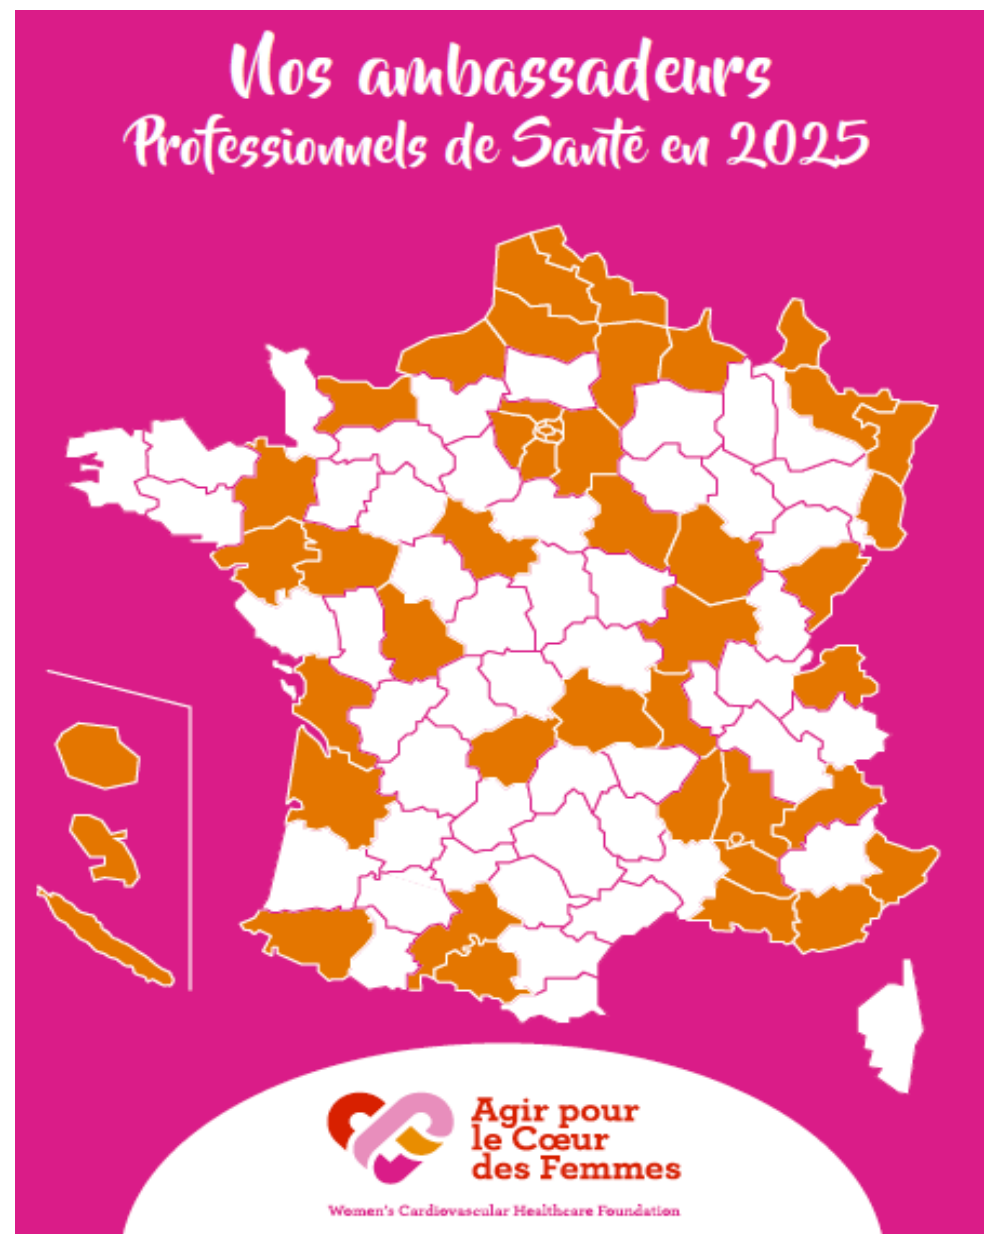 Nos ambassadeurs
Professionnels de Santé en 2025
Agir pour
le Cœur
des Femmes
Women's Cardiovascular Healthcare Foundation